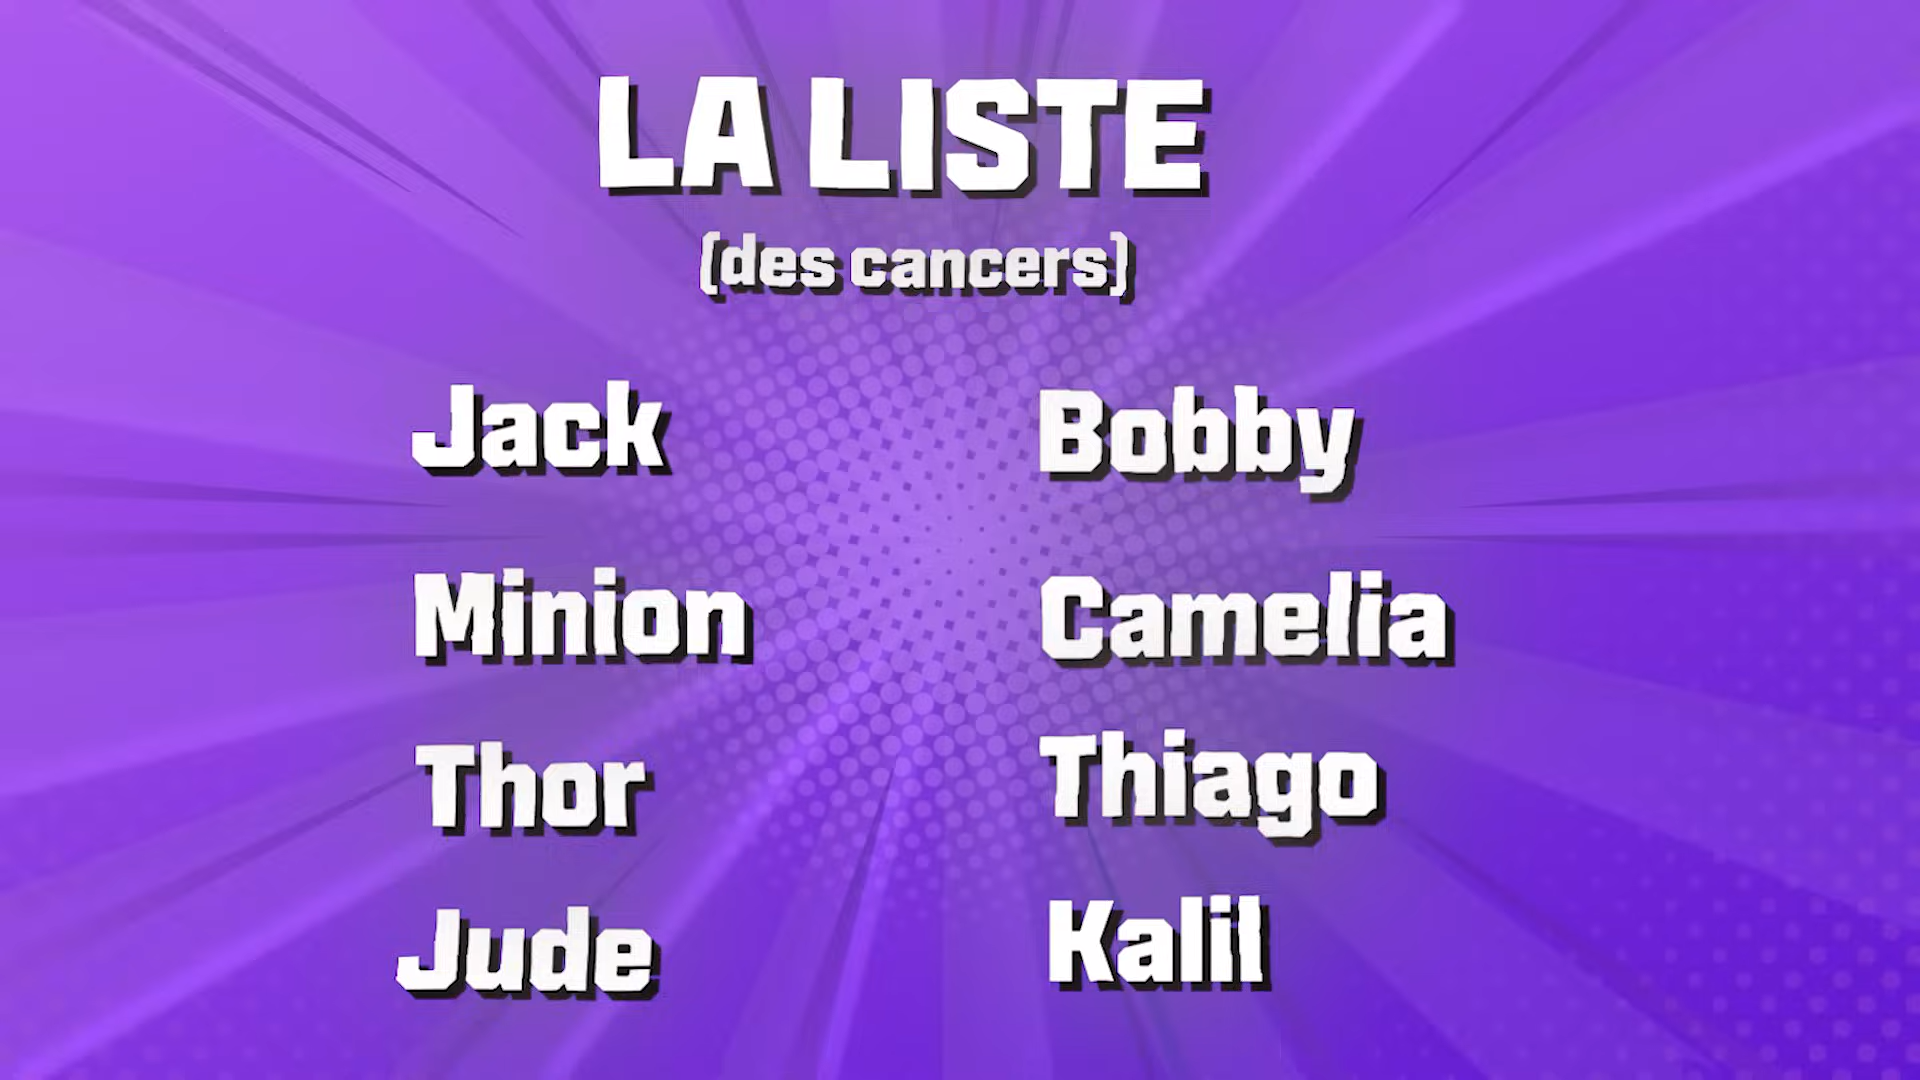 LA LISTE
(des cancers)
Jack
Bobby
Minion
Camelia
Thor
Thiago
Jude
Kalil